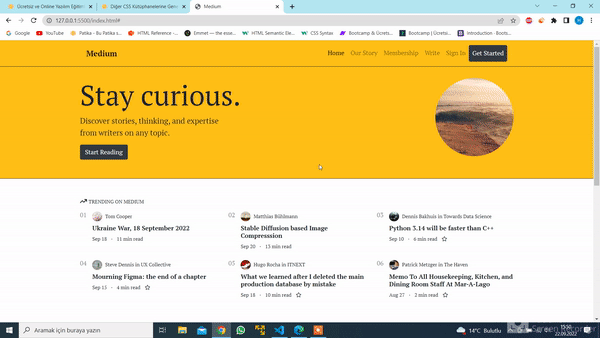 Ücretsiz ve Online Yazılım Eğitim
Diğer CSS Kütüphanelerine Genel
Medium
127.0.0.1:5500/index.html#
Google
YouTube
Patika - Bu Patika s...
HTML Reference -...
Emmet — the esse...
HTML Semantic Ele...
CSS Syntax
Bootcamp & Ücretsi...
Bootcamp | Ücretsi...
Introduction · Boots...
Medium
Home
Our Story
Membership
Write
Sign In
Get Started
Stay curious.
Discover stories, thinking, and expertise
from writers on any topic.
Start Reading
TRENDING ON MEDIUM
01
Tom Cooper
Ukraine War, 18 September 2022
Sep 18 · 11 min read
02
Matthias Bühlmann
Stable Diffusion based Image
Compresssion
Sep 20 · 13 min read
03
Dennis Bakhuis in Towards Data Science
Python 3.14 will be faster than C++
Sep 10 · 6 min read
04
Steve Dennis in UX Collective
Mourning Figma: the end of a chapter
Sep 13 · 4 min read
05
Hugo Rocha in ITNEXT
What we learned after I deleted the main
production database by mistake
Sep 18 · 10 min read
06
Patrick Metzger in The Haven
Memo To All Housekeeping, Kitchen, and
Dining Room Staff At Mar-A-Lago
Aug 27 · 2 min read
Aramak için buraya yazın
14°C Bulutlu
22.09.2022